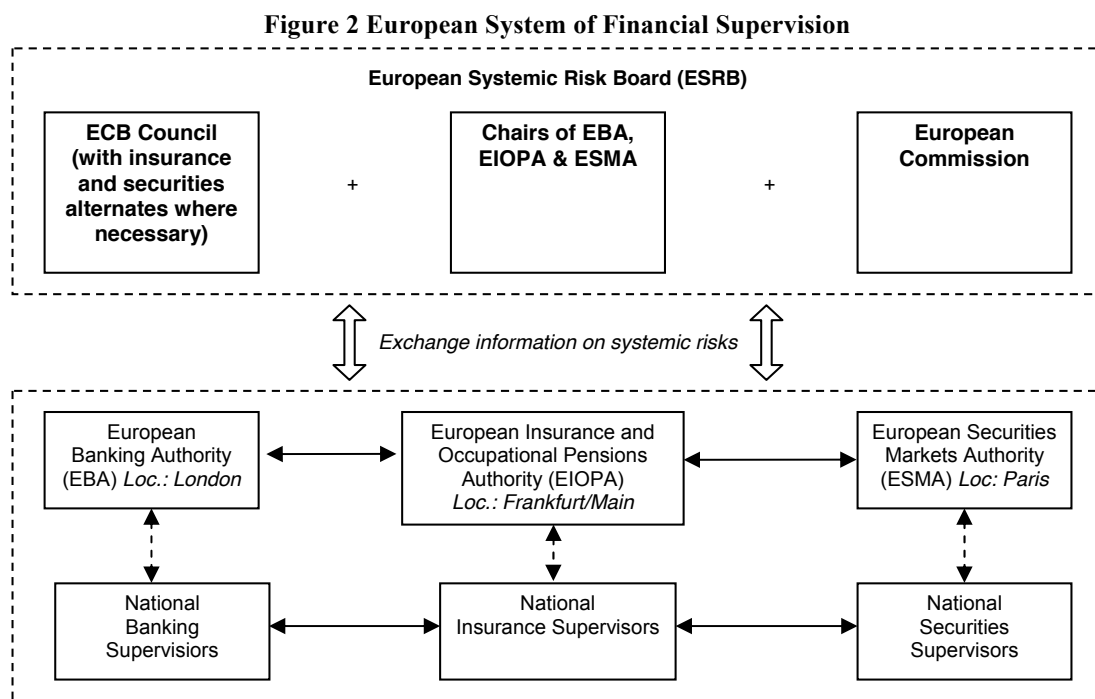 Figure 2 European System of Financial Supervision
European Systemic Risk Board (ESRB)
ECB Council
(with insurance
and securities
alternates where
necessary)
+
Chairs of EBA,
EIOPA & ESMA
+
European
Commission
Exchange information on systemic risks
European
Banking Authority
(EBA) Loc.: London
European Insurance and
Occupational Pensions
Authority (EIOPA)
Loc.: Frankfurt/Main
European Securities
Markets Authority
(ESMA) Loc: Paris
National
Banking
Supervisiors
National
Insurance Supervisors
National
Securities
Supervisors